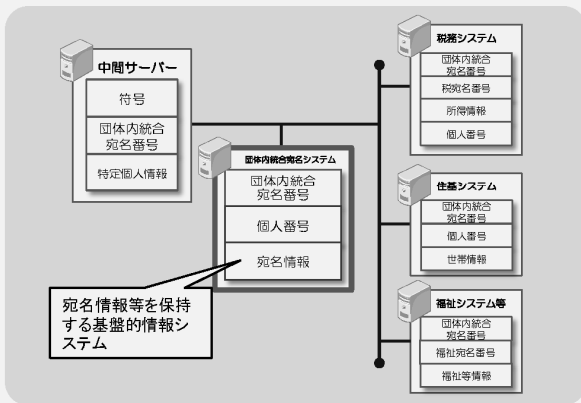 中間サーバー
符号
団体内統合
宛名番号
特定個人情報
団体内統合宛名システム
団体内統合
宛名番号
個人番号
宛名情報
宛名情報等を保持
する基盤的情報シ
ステム
税務システム
団体内統合
宛名番号
税宛名番号
所得情報
個人番号
住基システム
団体内統合
宛名番号
個人番号
世帯情報
福祉システム等
団体内統合
宛名番号
福祉宛名番号
福祉等情報